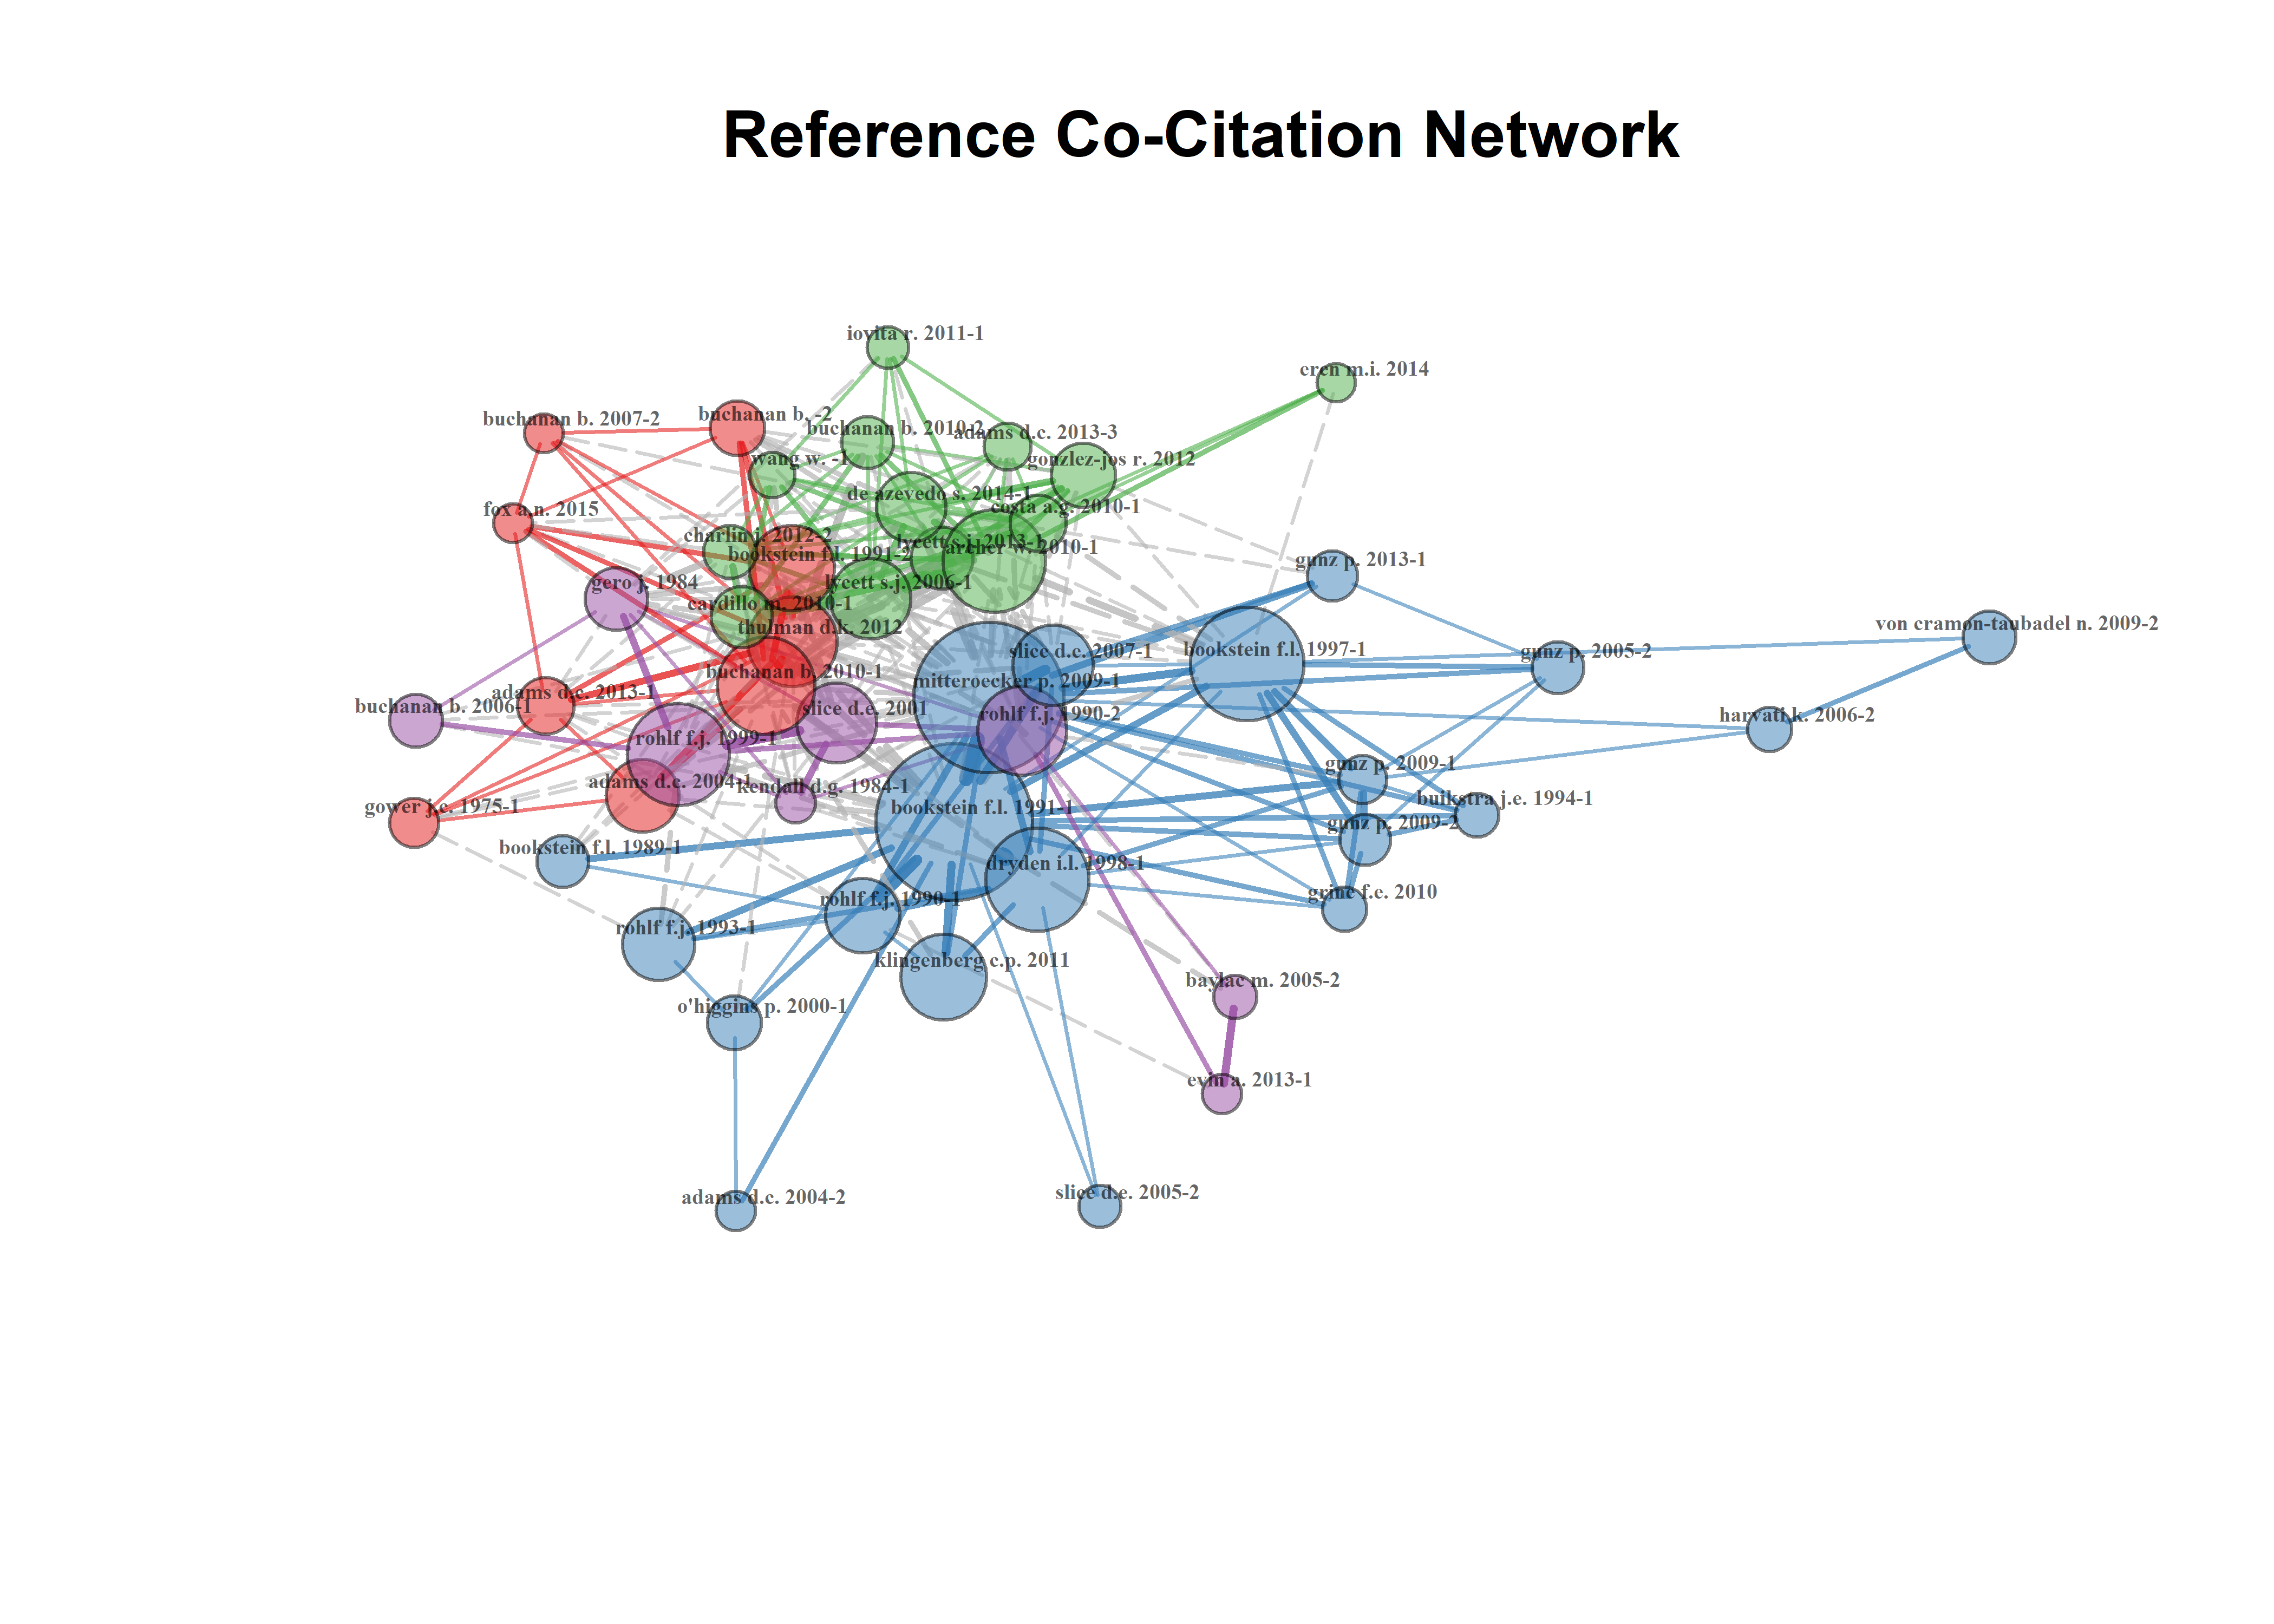 Reference Co-Citation Network
iovita r. 2011-1
eren m.i. 2014
buchanan b. 2007-2
buchanan b. -2
buchanan b. 2010-2
adams d.c. 2013-3
wang w. -1
gonzlez-jos r. 2012
de azevedo s. 2014-1
costa a.g. 2010-1
fox a.n. 2015
charlin j. 2012-2
lycett s.j. 2013-1
archer w. 2010-1
bookstein f.l. 1991-2
gunz p. 2013-1
gero j. 1984
lycett s.j. 2006-1
cardillo m. 2010-1
thulman d.k. 2012
von cramon-taubadel n. 2009-2
slice d.e. 2007-1
bookstein f.l. 1997-1
gunz p. 2005-2
buchanan b. 2010-1
mitteroecker p. 2009-1
adams d.c. 2013-1
buchanan b. 2006-1
slice d.e. 2001
rohlf f.j. 1990-2
harvati k. 2006-2
rohlf f.j. 1999-1
gunz p. 2009-1
adams d.c. 2004-1
kendall d.g. 1984-1
buikstra j.e. 1994-1
gower j.c. 1975-1
bookstein f.l. 1991-1
gunz p. 2009-2
bookstein f.l. 1989-1
dryden i.l. 1998-1
grine f.e. 2010
rohlf f.j. 1990-1
rohlf f.j. 1993-1
klingenberg c.p. 2011
baylac m. 2005-2
o'higgins p. 2000-1
evin a. 2013-1
adams d.c. 2004-2
slice d.e. 2005-2